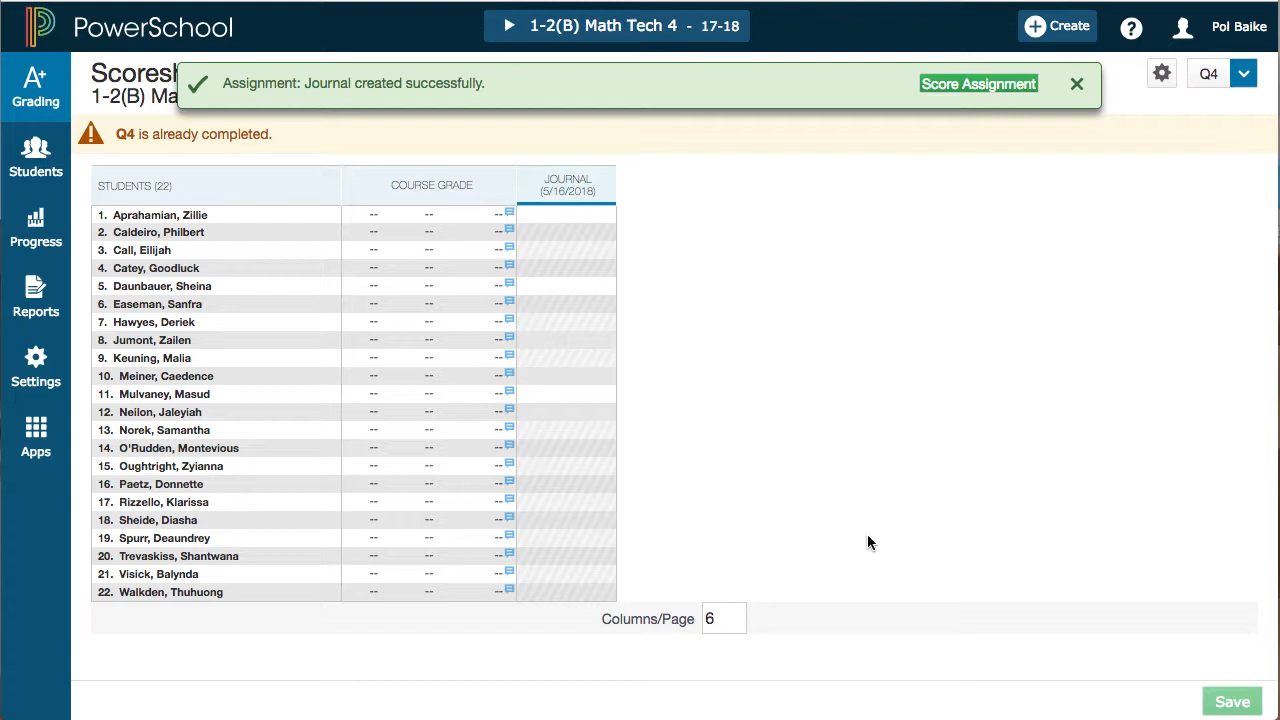 PowerSchool
1-2(B) Math Tech 4 - 17-18
Create
?
Pol Baike
A+
Grading
Students
Progress
Reports
Settings
Apps
Scoresh
1-2(B) Ma
Assignment: Journal created successfully.
Score Assignment
Q4
Q4 is already completed.
STUDENTS (22)
COURSE GRADE
JOURNAL
(5/16/2018)
1. Aprahamian, Zillie -- -- --
2. Caldeiro, Philbert -- -- --
3. Call, Eilijah -- -- --
4. Catey, Goodluck -- -- --
5. Daunbauer, Sheina -- -- --
6. Easeman, Sanfra -- -- --
7. Hawyes, Deriek -- -- --
8. Jumont, Zailen -- -- --
9. Keuning, Malia -- -- --
10. Meiner, Caedence -- -- --
11. Mulvaney, Masud -- -- --
12. Neilon, Jaleyiah -- -- --
13. Norek, Samantha -- -- --
14. O'Rudden, Montevious -- -- --
15. Oughtright, Zyianna -- -- --
16. Paetz, Donnette -- -- --
17. Rizzello, Klarissa -- -- --
18. Sheide, Diasha -- -- --
19. Spurr, Deaundrey -- -- --
20. Trevaskiss, Shantwana -- -- --
21. Visick, Balynda -- -- --
22. Walkden, Thuhuong -- -- --
Columns/Page 6
Save